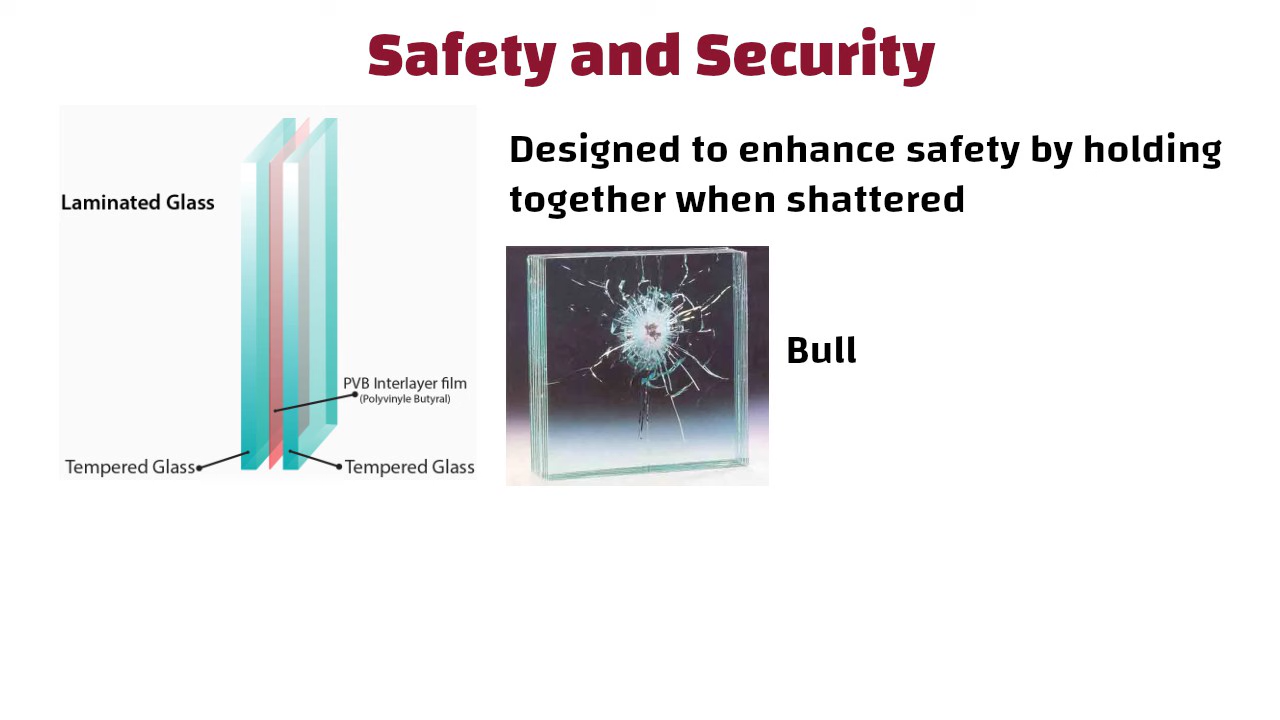 Safety and Security
Laminated Glass
PVB Interlayer film
(Polyvinyle Butyral)
Tempered Glass
Tempered Glass
Designed to enhance safety by holding
together when shattered
Bull